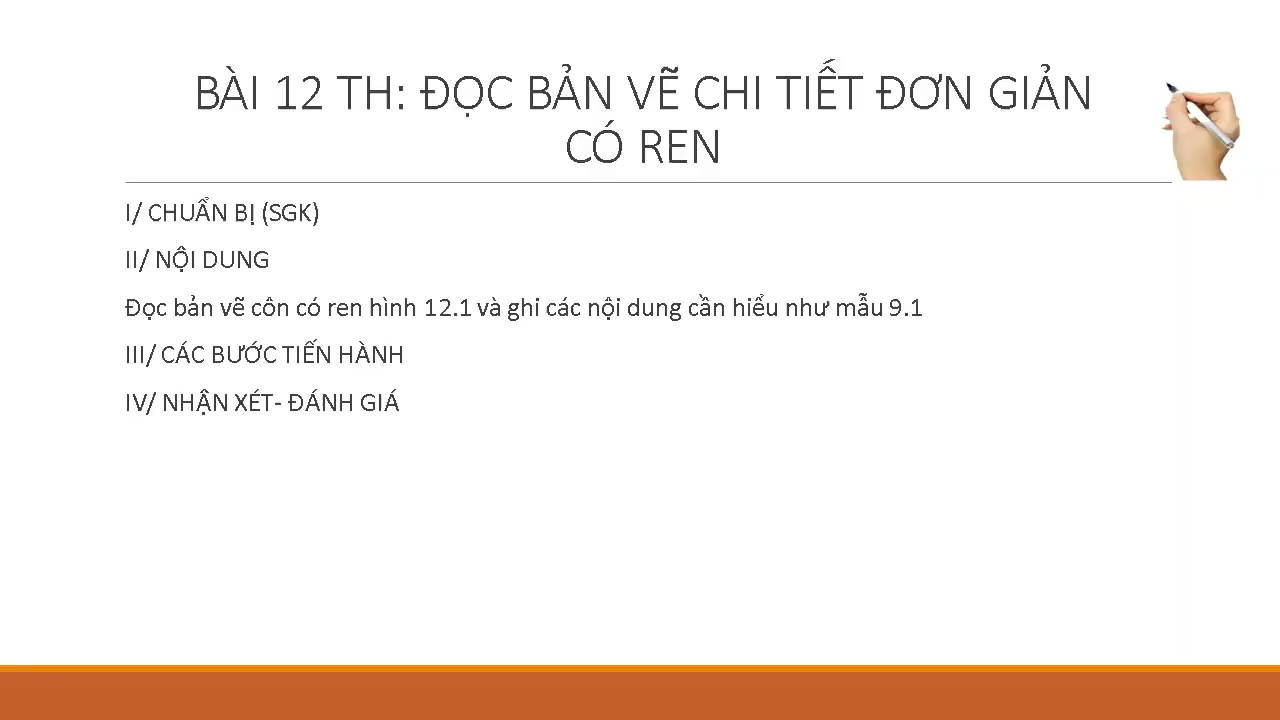 BÀI 12 TH: ĐỌC BẢN VẼ CHI TIẾT ĐƠN GIẢN
CÓ REN
I/ CHUẨN BỊ (SGK)
II/ NỘI DUNG
Đọc bản vẽ côn có ren hình 12.1 và ghi các nội dung cần hiểu như mẫu 9.1
III/ CÁC BƯỚC TIẾN HÀNH
IV/ NHẬN XÉT- ĐÁNH GIÁ